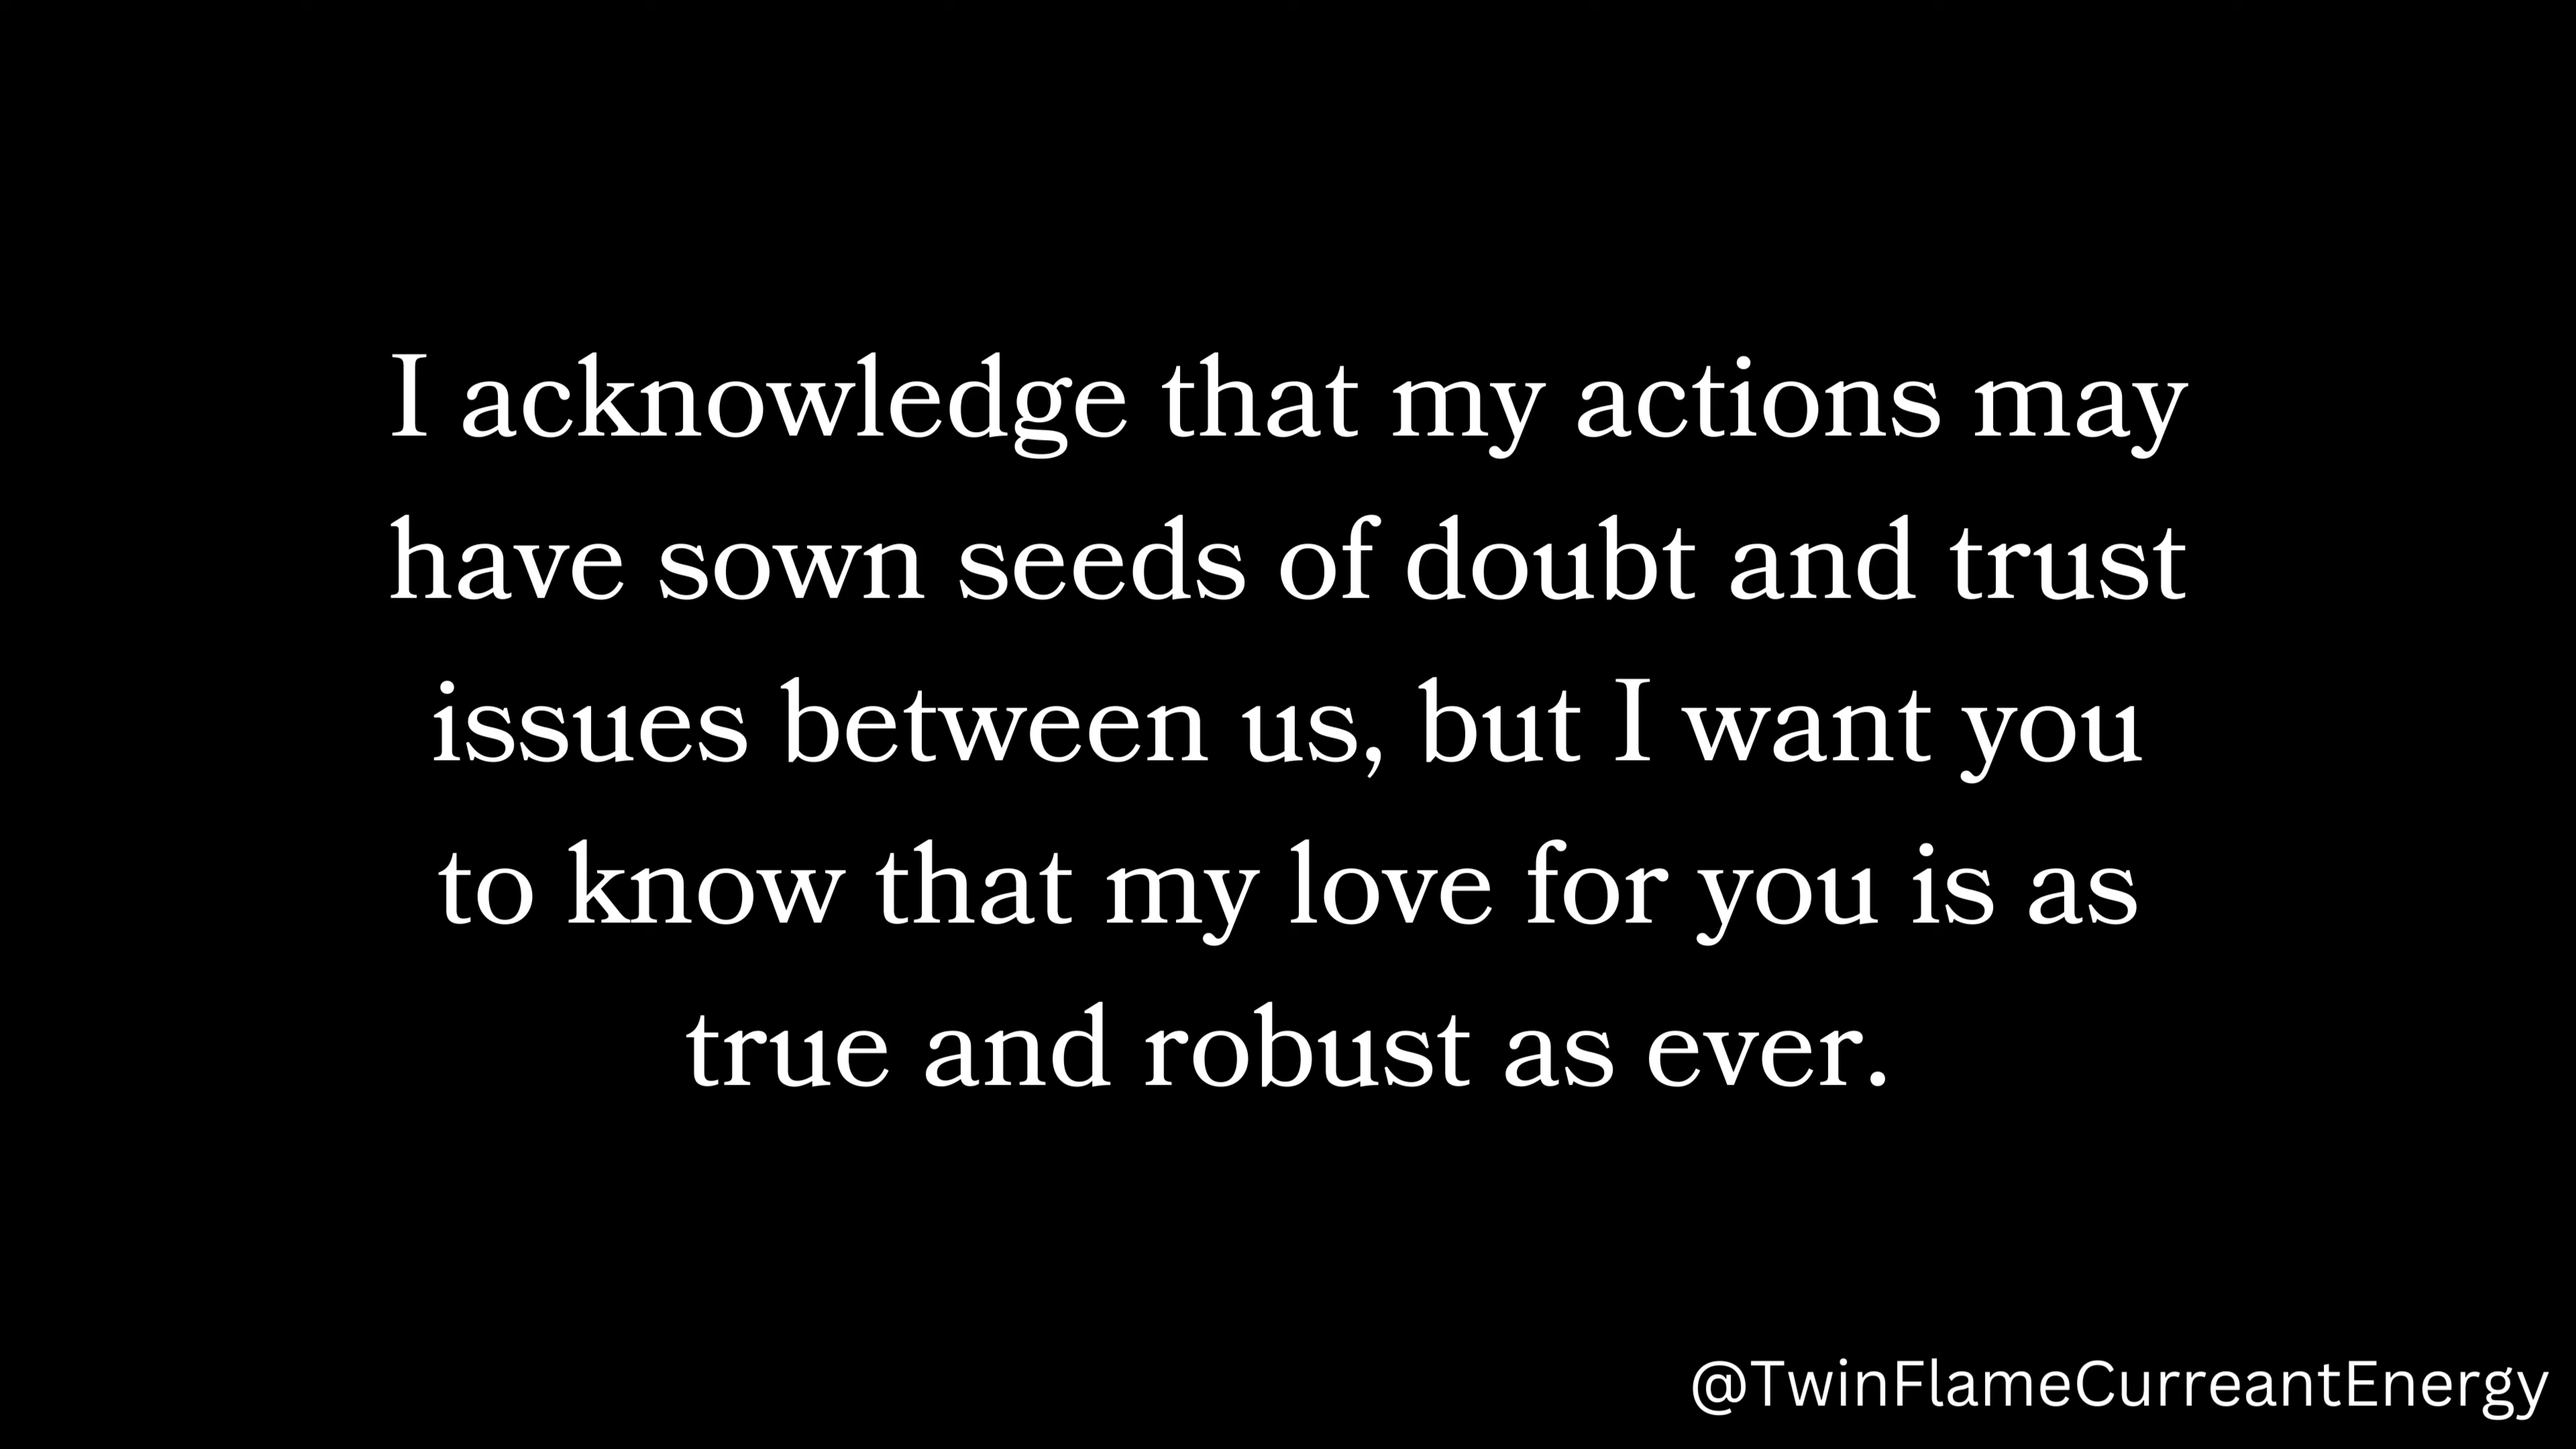 I acknowledge that my actions may
have sown seeds of doubt and trust
issues between us, but I want you
to know that my love for you is as
true and robust as ever.
@TwinFlameCurreantEnergy